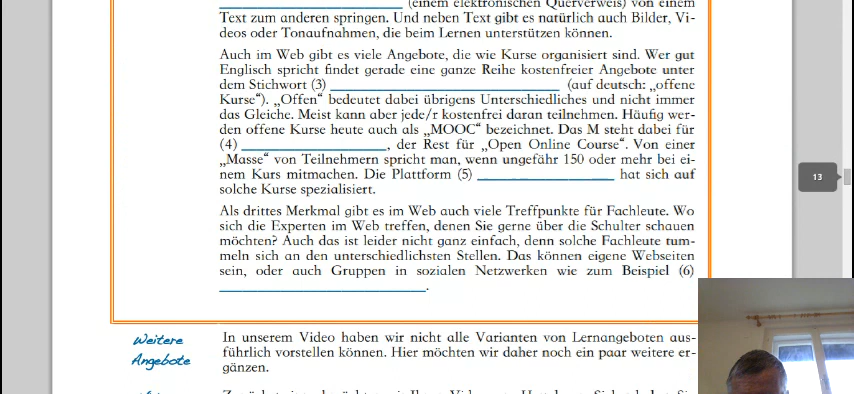 (einem elektronischen Querverweis) von einem
Text zum anderen springen. Und neben Text gibt es natürlich auch Bilder, Vi-
deos oder Tonaufnahmen, die beim Lernen unterstützen können.
Auch im Web gibt es viele Angebote, die wie Kurse organisiert sind. Wer gut
Englisch spricht findet gerade eine ganze Reihe kostenfreier Angebote unter
dem Stichwort (3) (auf deutsch: „offene
Kurse“). „Offen“ bedeutet dabei übrigens Unterschiedliches und nicht immer
das Gleiche. Meist kann aber jede/r kostenfrei daran teilnehmen. Häufig wer-
den offene Kurse heute auch als „MOOC“ bezeichnet. Das M steht dabei für
(4) , der Rest für „Open Online Course“. Von einer
„Masse“ von Teilnehmern spricht man, wenn ungefähr 150 oder mehr bei ei-
nem Kurs mitmachen. Die Plattform (5) hat sich auf
solche Kurse spezialisiert.
Als drittes Merkmal gibt es im Web auch viele Treffpunkte für Fachleute. Wo
sich die Experten im Web treffen, denen Sie gerne über die Schulter schauen
möchten? Auch das ist leider nicht ganz einfach, denn solche Fachleute tum-
meln sich an den unterschiedlichsten Stellen. Das können eigene Webseiten
sein, oder auch Gruppen in sozialen Netzwerken wie zum Beispiel (6)
.
Weitere
Angebote
In unserem Video haben wir nicht alle Varianten von Lernangeboten aus-
führlich vorstellen können. Hier möchten wir daher noch ein paar weitere er-
gänzen.
13